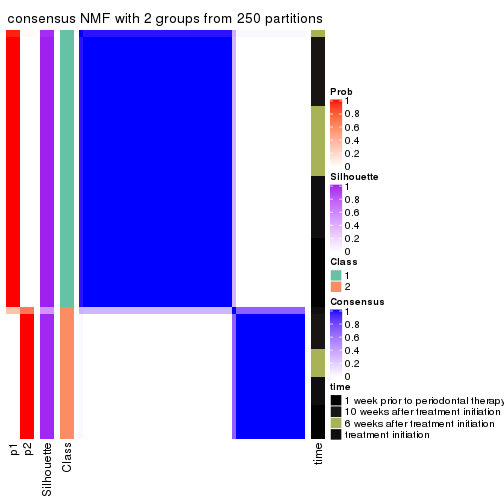 consensus NMF with 2 groups from 250 partitions
Prob
1
0.8
0.6
0.4
0.2
0
Silhouette
1
0.8
0.6
0.4
0.2
0
Class
1
2
Consensus
1
0.8
0.6
0.4
0.2
0
time
1 week prior to periodontal therapy
10 weeks after treatment initiation
6 weeks after treatment initiation
treatment initiation
p1
p2
Silhouette
Class
time